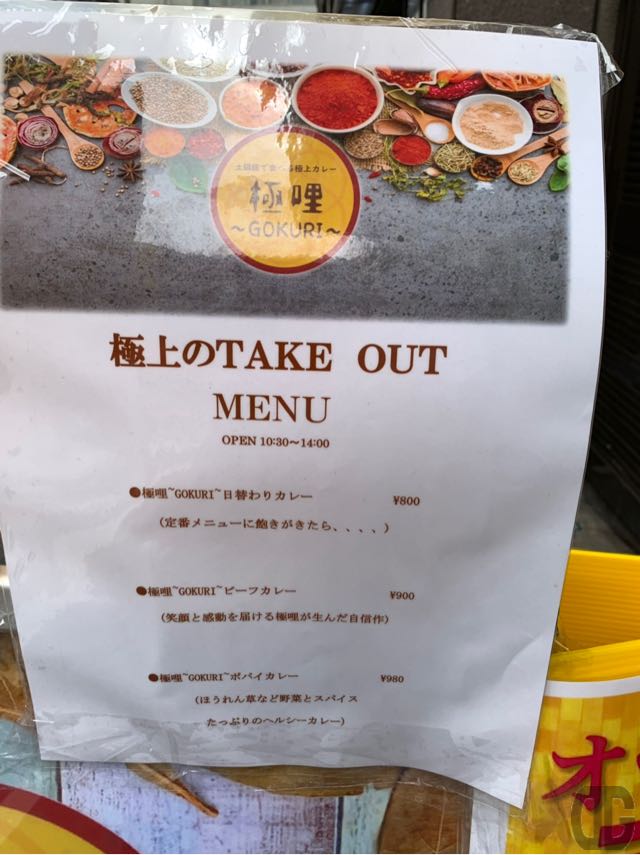 土鍋で食べる極上カレー
極哩
~GOKURI~
極上のTAKE OUT
MENU
OPEN 10:30〜14:00
●極哩~GOKURI~日替わりカレー ¥800
（定番メニューに飽きがきたら、、、、）
●極哩~GOKURI~ビーフカレー ¥900
（笑顔と感動を届ける極哩が生んだ自信作）
●極哩~GOKURI~ポパイカレー ¥980
（ほうれん草など野菜とスパイス
たっぷりのヘルシーカレー）
オ